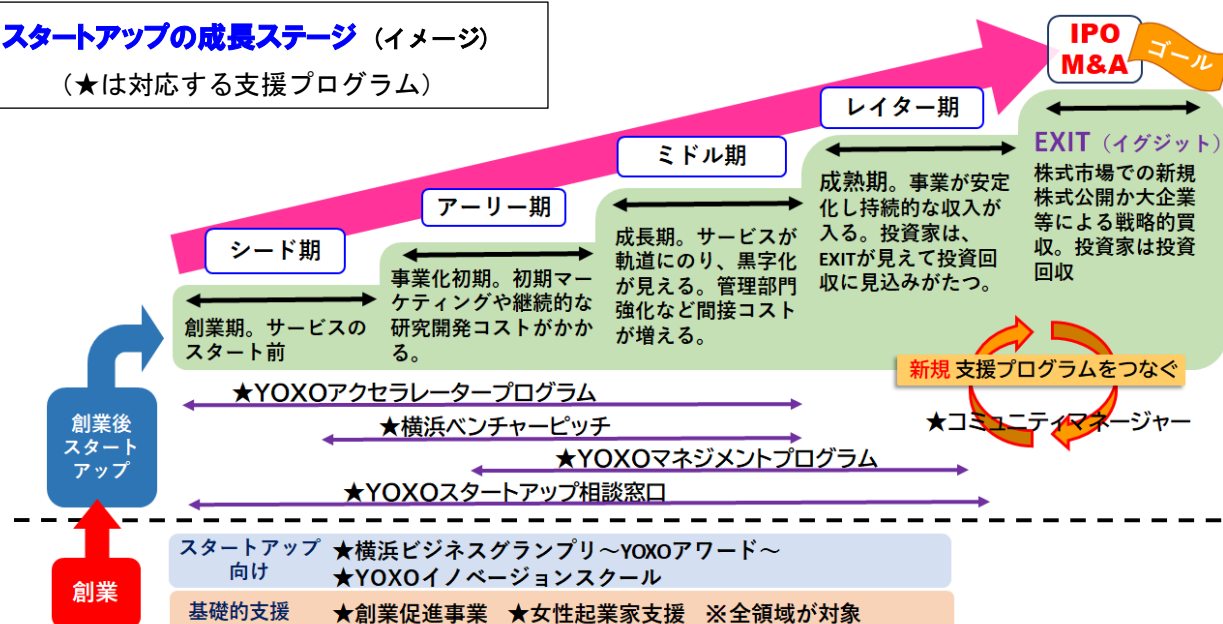 スタートアップの成長ステージ（イメージ）
（★は対応する支援プログラム）
IPO
M&A
ゴール
レイター期
ミドル期
アーリー期
シード期
EXIT（イグジット）
株式市場での新規
株式公開か大企業
等による戦略的買
収。投資家は投資
回収
成熟期。事業が安定
化し持続的な収入が
入る。投資家は、
EXITが見えて投資回
収に見込みがたつ。
成長期。サービスが
軌道にのり、黒字化
が見える。管理部門
強化など間接コスト
が増える。
事業化初期。初期マー
ケティングや継続的な
研究開発コストがかか
る。
創業期。サービスの
スタート前
新規 支援プログラムをつなぐ
★コミュニティマネージャー
★YOXOアクセラレータープログラム
★横浜ベンチャーピッチ
★YOXOマネジメントプログラム
★YOXOスタートアップ相談窓口
創業後
スタート
アップ
創業
スタートアップ
向け
★横浜ビジネスグランプリ～YOXOアワード～
★YOXOイノベーションスクール
基礎的支援
★創業促進事業 ★女性起業家支援 ※全領域が対象